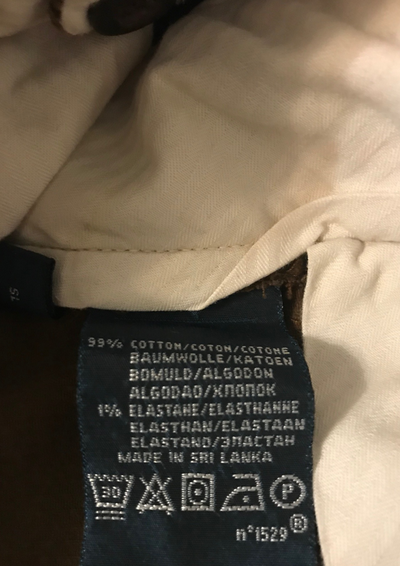 99% COTTON/COTON/COTONE
BAUMWOLLE/KATOEN
BOMULD/ALGODON
ALGODAO/ХЛОПОК
1% ELASTANE/ELASTHANNE
ELASTHAN/ELASTAAN
ELASTAND/ЭЛАСТАН
MADE IN SRI LANKA
30 P
n°1529®